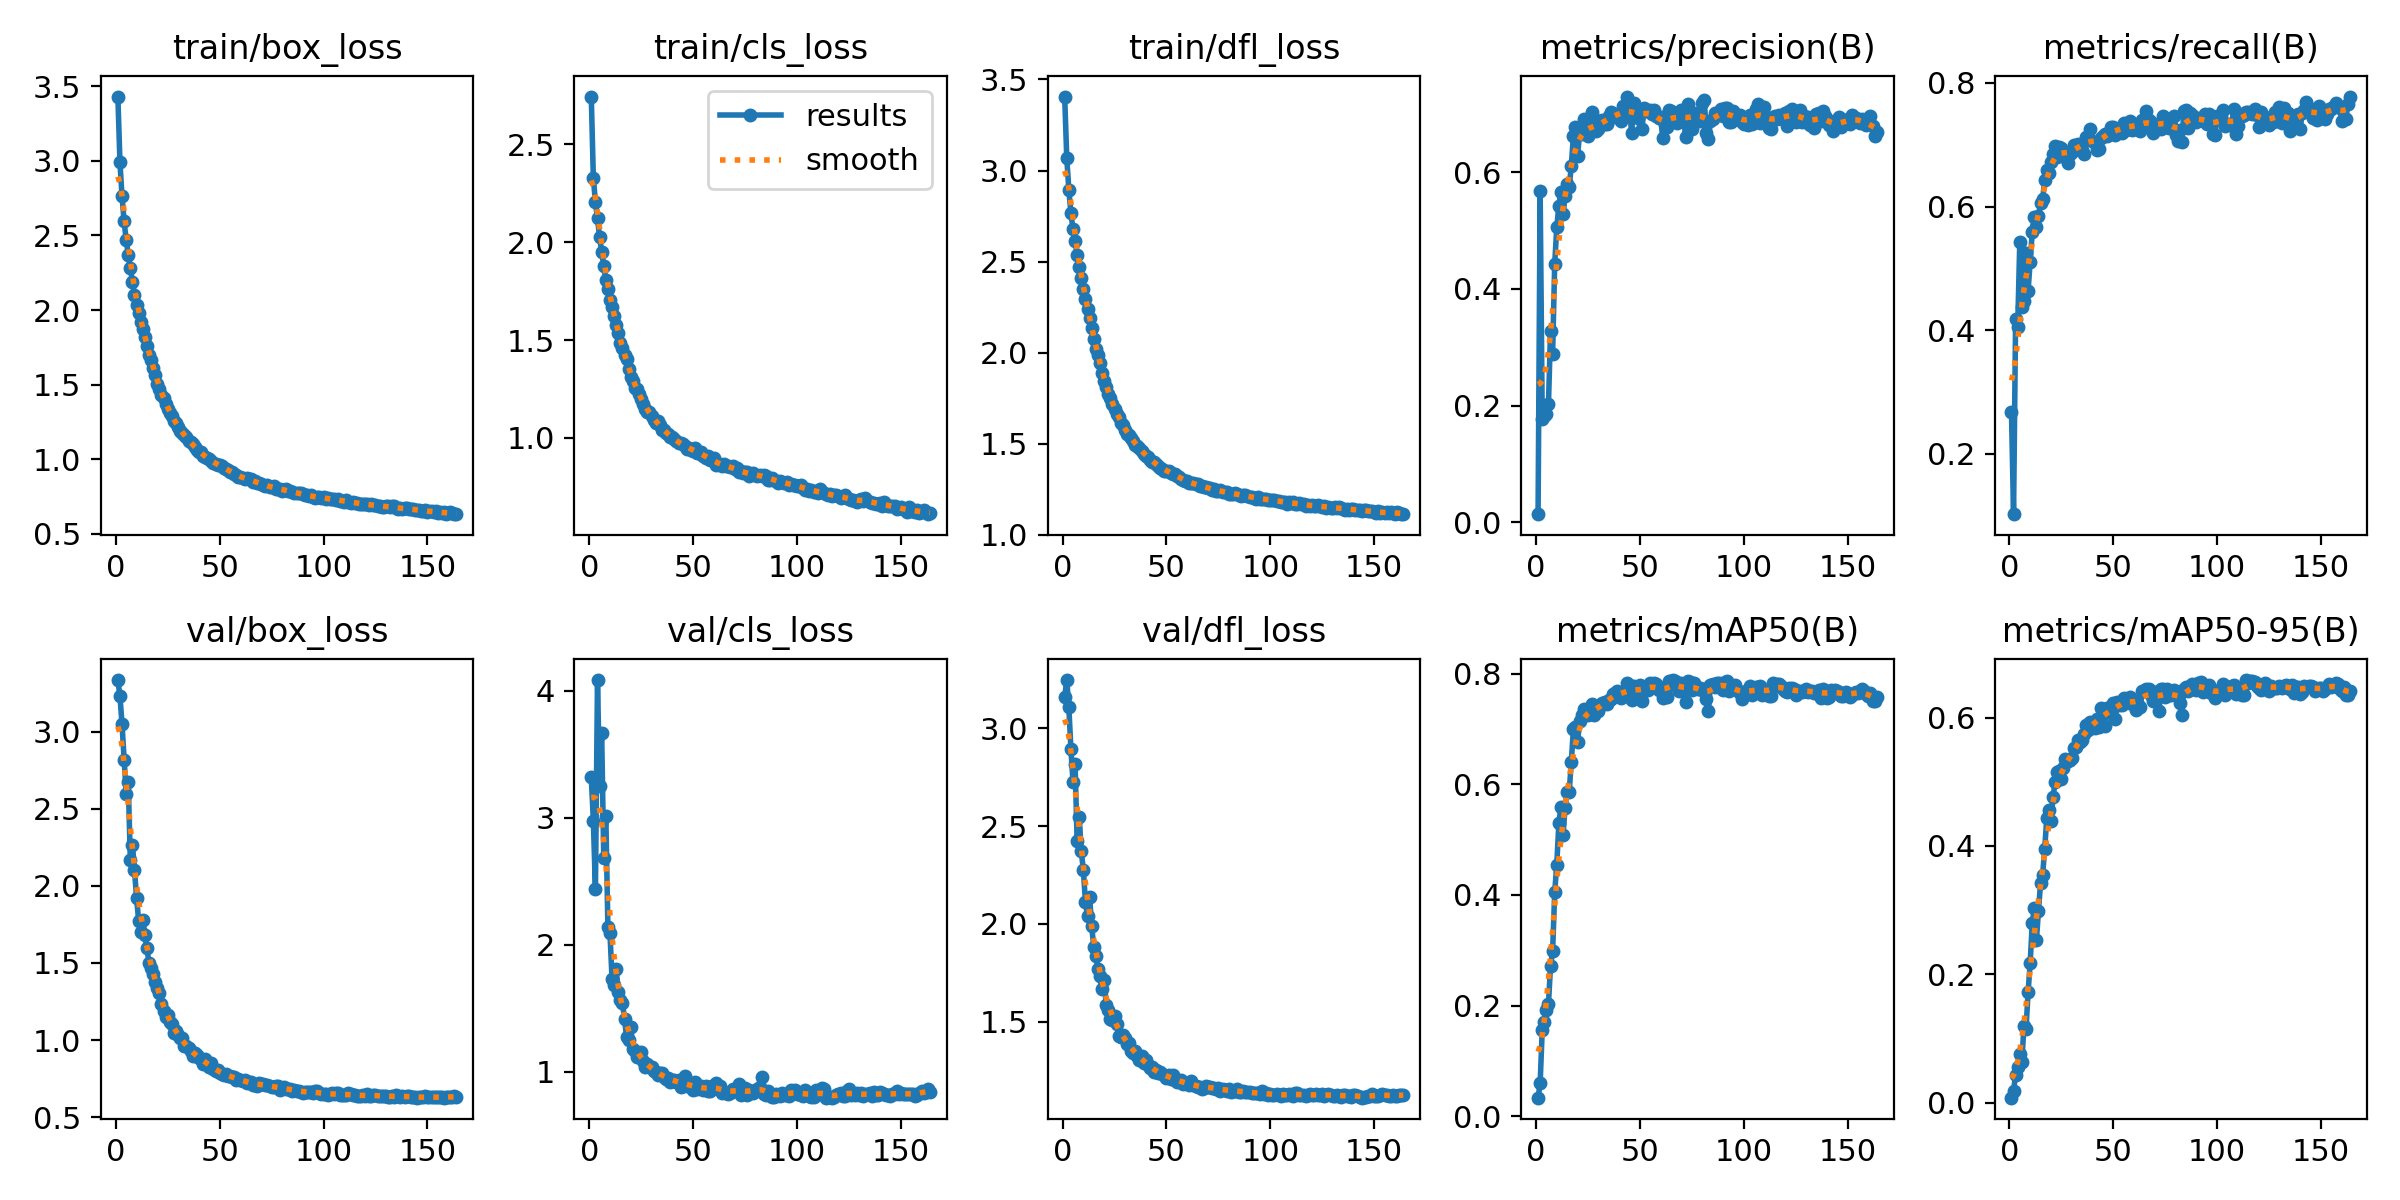 train/box_loss
train/cls_loss
train/dfl_loss
metrics/precision(B)
metrics/recall(B)
3.5
3.0
2.5
2.0
1.5
1.0
0.5
0 50 100 150
results
smooth
2.5
2.0
1.5
1.0
0 50 100 150
3.5
3.0
2.5
2.0
1.5
1.0
0 50 100 150
0.6
0.4
0.2
0.0
0 50 100 150
0.8
0.6
0.4
0.2
0 50 100 150
val/box_loss
val/cls_loss
val/dfl_loss
metrics/mAP50(B)
metrics/mAP50-95(B)
3.0
2.5
2.0
1.5
1.0
0.5
0 50 100 150
4
3
2
1
0 50 100 150
3.0
2.5
2.0
1.5
0 50 100 150
0.8
0.6
0.4
0.2
0.0
0 50 100 150
0.6
0.4
0.2
0.0
0 50 100 150